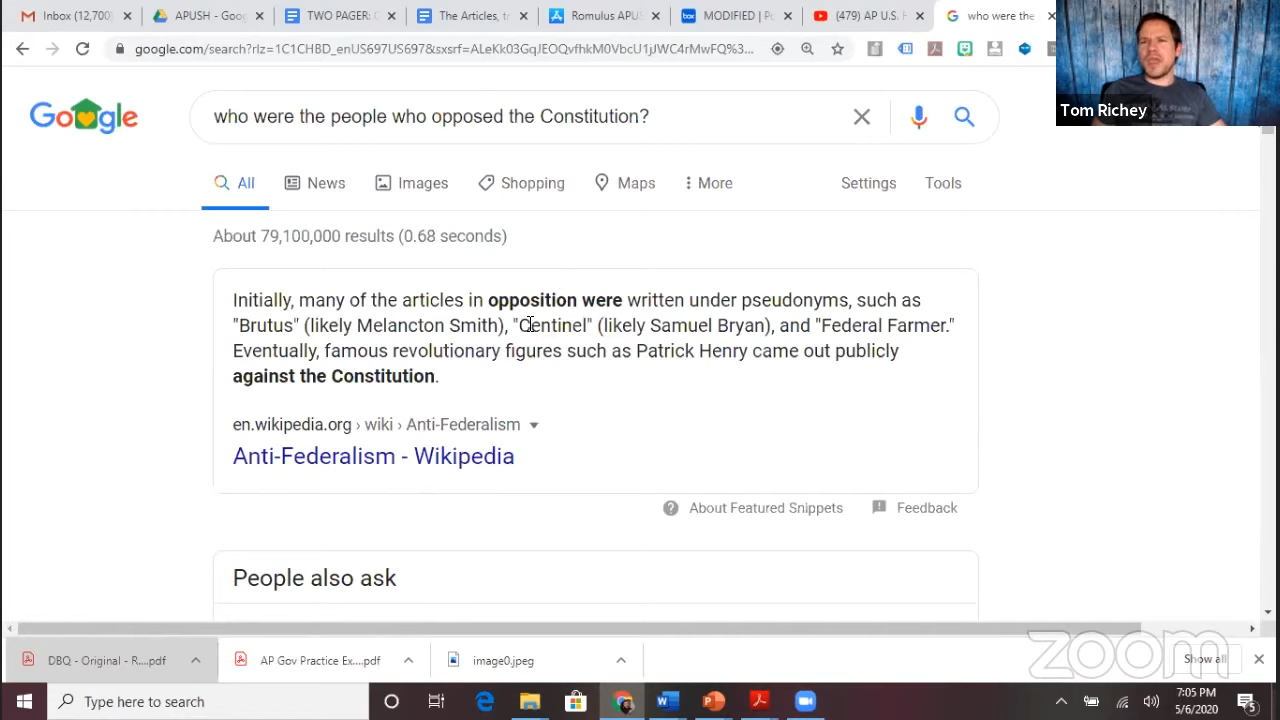 Inbox (12,700)
APUSH - Goo
TWO PAGER:
The Articles, t
Romulus APUS
MODIFIED | Po
(479) AP U.S. H
who were the
google.com/search?rlz=1C1CHBD_enUS697US697&sxsrf=ALeKk03GqJEOQvfhkM0VbcU1jJWC4rMwFQ%3...
Tom Richey
Google
who were the people who opposed the Constitution?
All
News
Images
Shopping
Maps
More
Settings
Tools
About 79,100,000 results (0.68 seconds)
Initially, many of the articles in opposition were written under pseudonyms, such as
"Brutus" (likely Melancton Smith), "Centinel" (likely Samuel Bryan), and "Federal Farmer."
Eventually, famous revolutionary figures such as Patrick Henry came out publicly
against the Constitution.
en.wikipedia.org › wiki › Anti-Federalism
Anti-Federalism - Wikipedia
About Featured Snippets
Feedback
People also ask
zoom
DBQ - Original - R....pdf
AP Gov Practice Ex....pdf
image0.jpeg
Show all
Type here to search
7:05 PM
5/6/2020
5